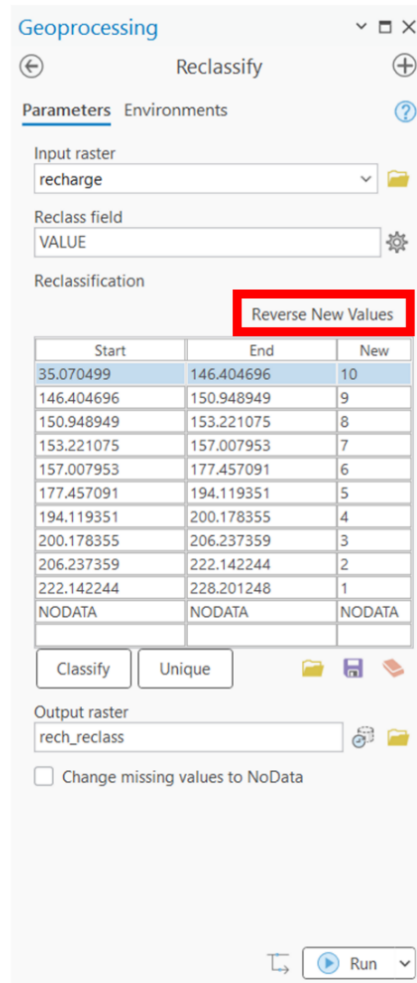 Geoprocessing
Reclassify
Parameters Environments
Input raster
recharge
Reclass field
VALUE
Reclassification
Reverse New Values
Start End New
35.070499 146.404696 10
146.404696 150.948949 9
150.948949 153.221075 8
153.221075 157.007953 7
157.007953 177.457091 6
177.457091 194.119351 5
194.119351 200.178355 4
200.178355 206.237359 3
206.237359 222.142244 2
222.142244 228.201248 1
NODATA NODATA NODATA
Classify Unique
Output raster
rech_reclass
Change missing values to NoData
Run